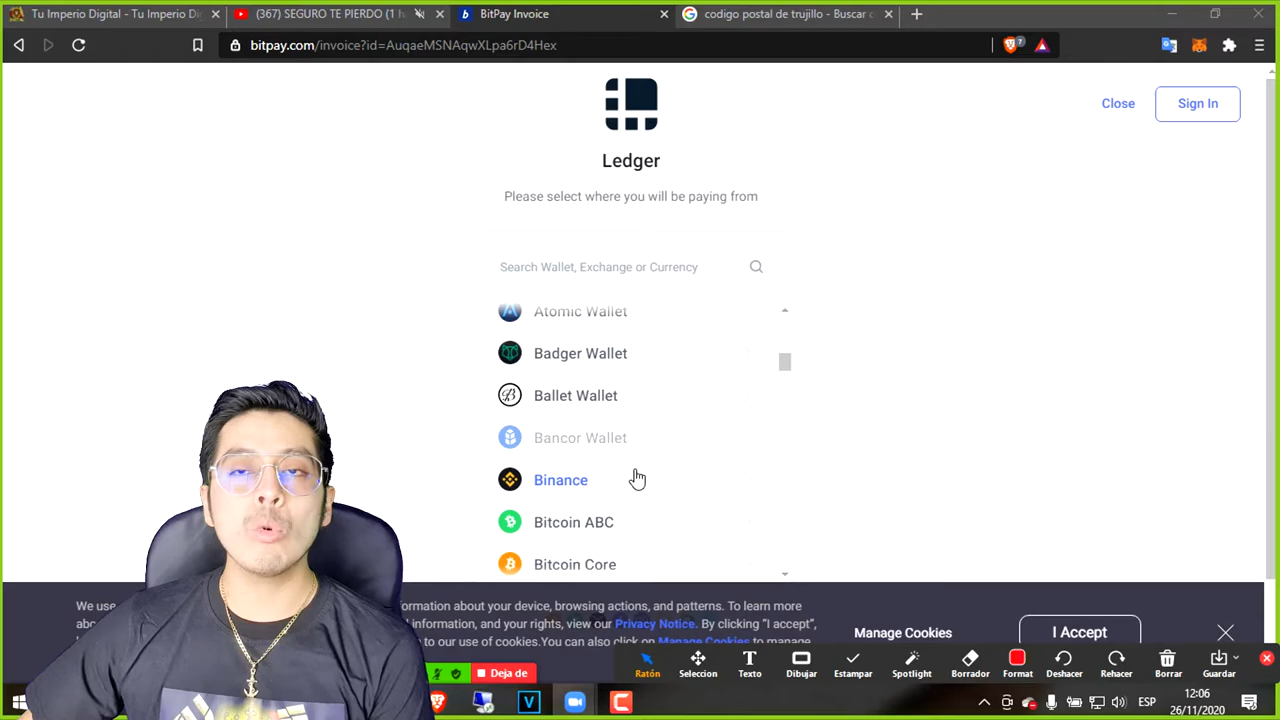 Tu Imperio Digital - Tu Imperio Di
(367) SEGURO TE PIERDO (1 h
BitPay Invoice
codigo postal de trujillo - Buscar c
bitpay.com/invoice?id=AuqaeMSNAqwXLpa6rD4Hex
7
Close
Sign In
Ledger
Please select where you will be paying from
Search Wallet, Exchange or Currency
Atomic Wallet
Badger Wallet
Ballet Wallet
Bancor Wallet
Binance
Bitcoin ABC
Bitcoin Core
We use
formation about your device, browsing actions, and patterns. To learn more
abo
information, and your rights, view our Privacy Notice. By clicking "I accept",
to our use of cookies.You can also click on Manage Cookies to manage
Manage Cookies
I Accept
Deja de
Ratón
Seleccion
Texto
Dibujar
Estampar
Spotlight
Borrador
Format
Deshacer
Rehacer
Borrar
Guardar
ESP
12:06
26/11/2020